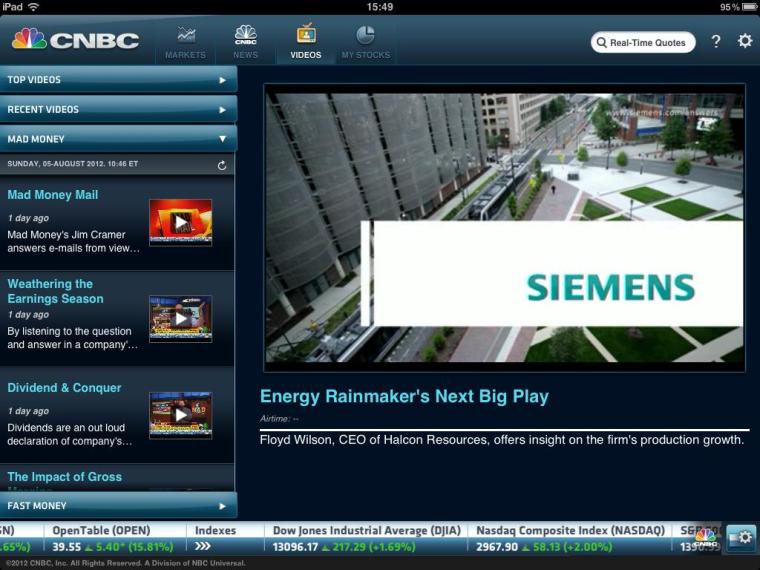 iPad
15:49
95%
CNBC
MARKETS
NEWS
VIDEOS
MY STOCKS
Real-Time Quotes
?
TOP VIDEOS
RECENT VIDEOS
MAD MONEY
SUNDAY, 05-AUGUST 2012. 10:46 ET
Mad Money Mail
1 day ago
Mad Money's Jim Cramer
answers e-mails from view...
Weathering the
Earnings Season
1 day ago
By listening to the question
and answer in a company'...
Dividend & Conquer
1 day ago
Dividends are an out loud
declaration of company's...
The Impact of Gross
FAST MONEY
www.siemens.com/answers
SIEMENS
Energy Rainmaker's Next Big Play
Airtime: --
Floyd Wilson, CEO of Halcon Resources, offers insight on the firm's production growth.
OpenTable (OPEN) Indexes Dow Jones Industrial Average (DJIA) Nasdaq Composite Index (NASDAQ)
.65%) 39.55 5.40* (15.81%) 13096.17 217.29 (+1.69%) 2967.90 58.13 (+2.00%)
©2012 CNBC, Inc. All Rights Reserved. A Division of NBC Universal.